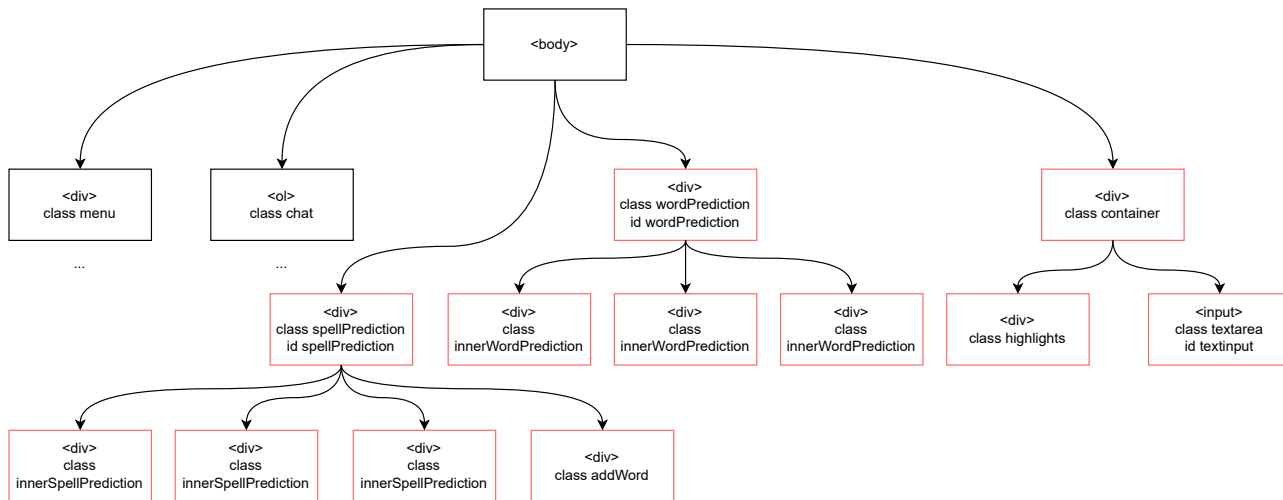 <body>
<div>
class menu
<ol>
class chat
<div>
class wordPrediction
id wordPrediction
<div>
class container
...
...
<div>
class spellPrediction
id spellPrediction
<div>
class
innerWordPrediction
<div>
class
innerWordPrediction
<div>
class
innerWordPrediction
<div>
class highlights
<input>
class textarea
id textinput
<div>
class
innerSpellPrediction
<div>
class
innerSpellPrediction
<div>
class
innerSpellPrediction
<div>
class addWord